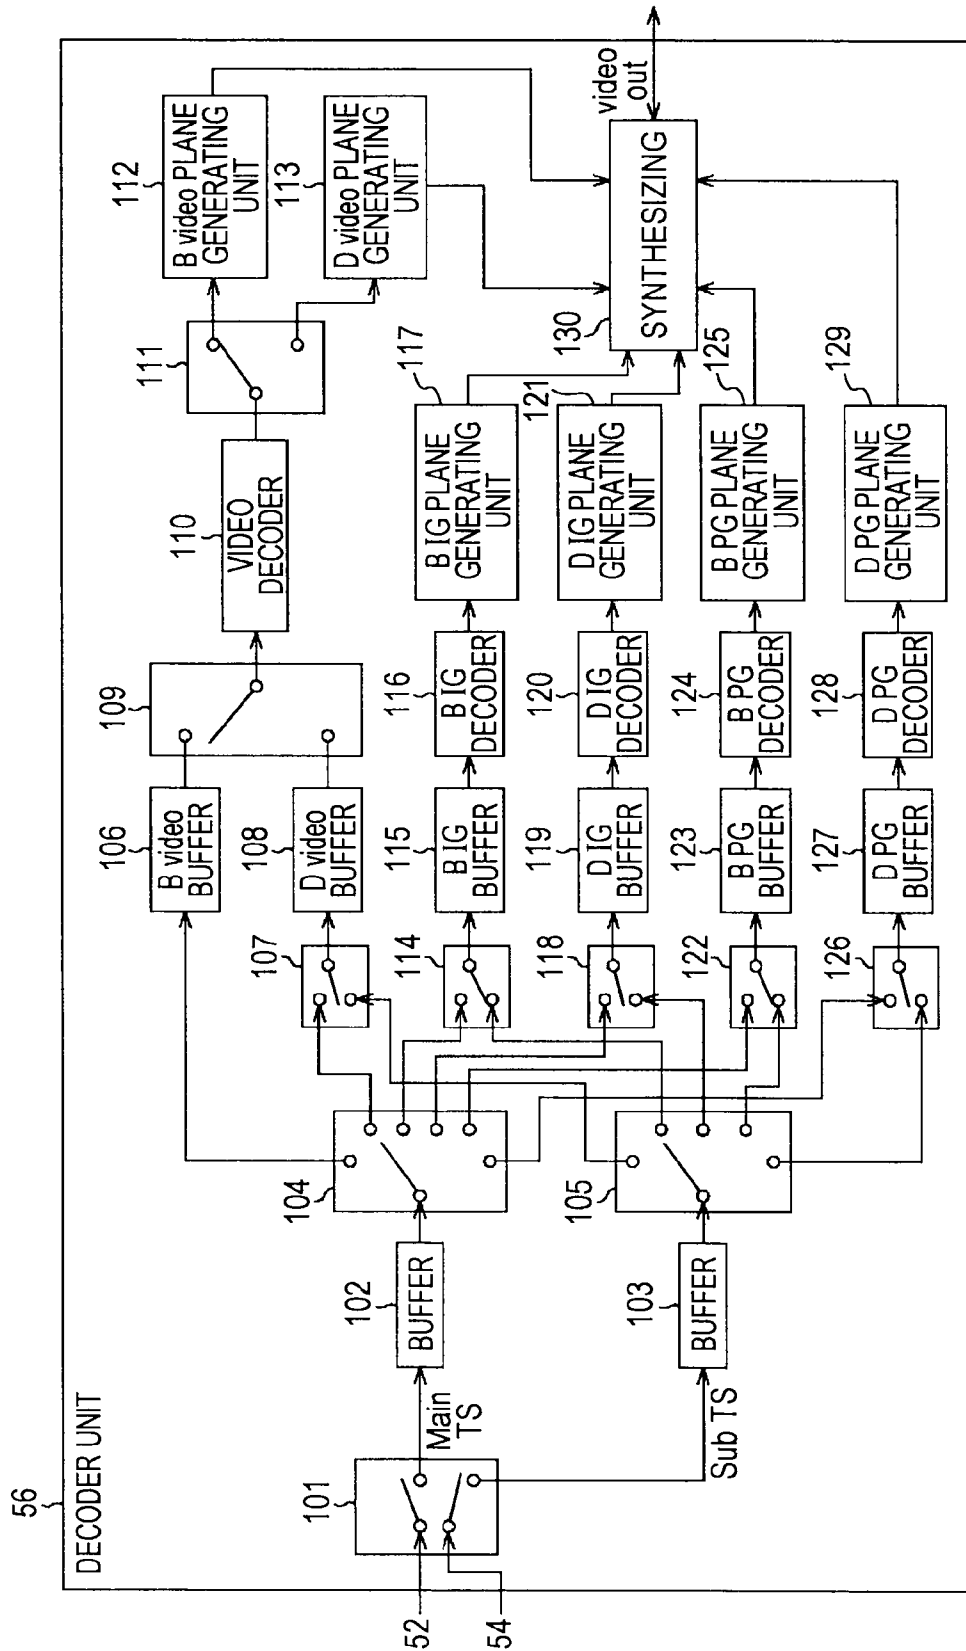 56
DECODER UNIT
52
54
101
Main
TS
Sub TS
102
BUFFER
103
BUFFER
104
105
106
B video
BUFFER
107
108
D video
BUFFER
109
110
VIDEO
DECODER
111
112
B video PLANE
GENERATING
UNIT
113
D video PLANE
GENERATING
UNIT
114
115
B IG
BUFFER
116
B IG
DECODER
117
B IG PLANE
GENERATING
UNIT
118
119
D IG
BUFFER
120
D IG
DECODER
121
D IG PLANE
GENERATING
UNIT
122
123
B PG
BUFFER
124
B PG
DECODER
125
B PG PLANE
GENERATING
UNIT
126
127
D PG
BUFFER
128
D PG
DECODER
129
D PG PLANE
GENERATING
UNIT
130
SYNTHESIZING
video
out